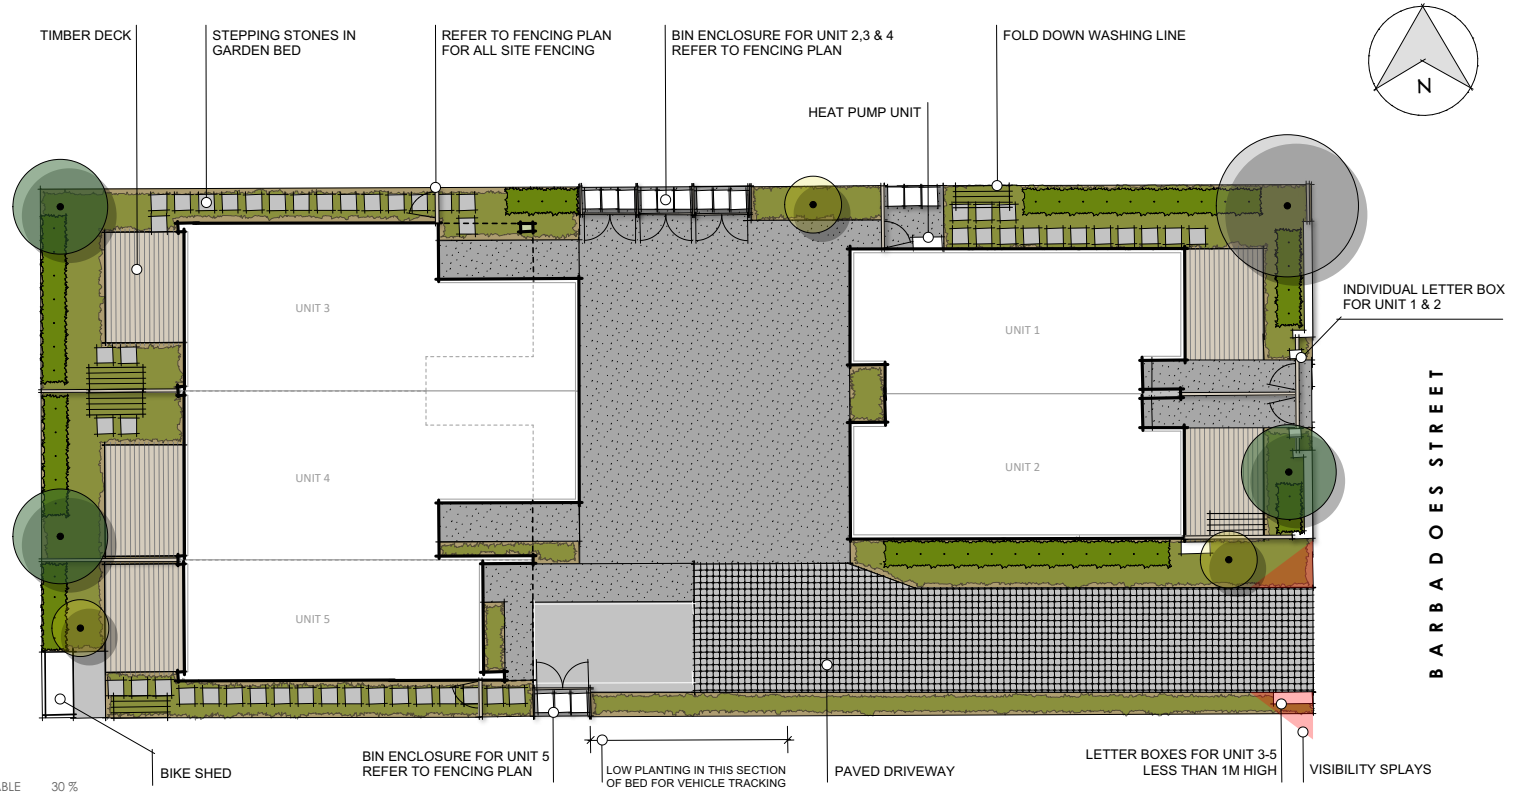 TIMBER DECK
STEPPING STONES IN
GARDEN BED
REFER TO FENCING PLAN
FOR ALL SITE FENCING
BIN ENCLOSURE FOR UNIT 2,3 & 4
REFER TO FENCING PLAN
FOLD DOWN WASHING LINE
HEAT PUMP UNIT
N
INDIVIDUAL LETTER BOX
FOR UNIT 1 & 2
UNIT 3
UNIT 1
UNIT 4
UNIT 2
UNIT 5
BARBADOES STREET
BIKE SHED
BIN ENCLOSURE FOR UNIT 5
REFER TO FENCING PLAN
LOW PLANTING IN THIS SECTION
OF BED FOR VEHICLE TRACKING
PAVED DRIVEWAY
LETTER BOXES FOR UNIT 3-5
LESS THAN 1M HIGH
VISIBILITY SPLAYS
30 %